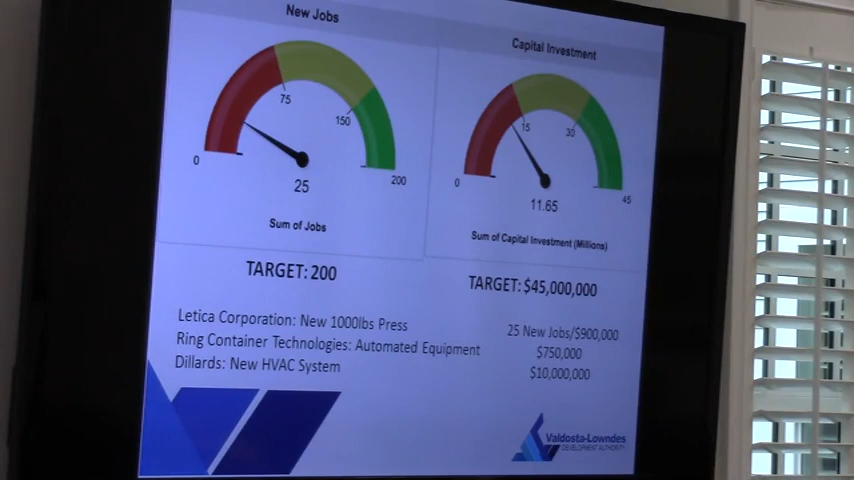 New Jobs
0
75
150
200
25
Sum of Jobs
TARGET: 200
Capital Investment
0
15
30
45
11.65
Sum of Capital Investment (Millions)
TARGET: $45,000,000
Letica Corporation: New 1000lbs Press 25 New Jobs/$900,000
Ring Container Technologies: Automated Equipment $750,000
Dillards: New HVAC System $10,000,000
Valdosta-Lowndes
DEVELOPMENT AUTHORITY